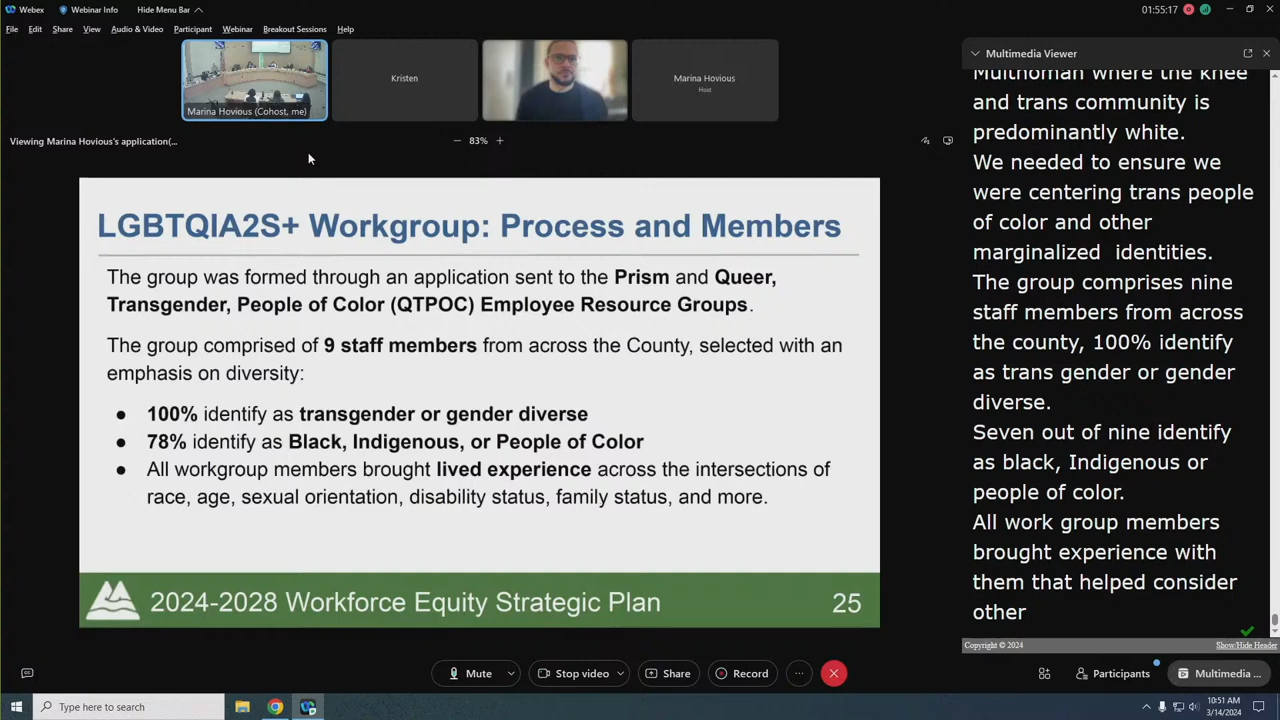 Webex
Webinar Info
Hide Menu Bar
01:55:17
File
Edit
Share
View
Audio & Video
Participant
Webinar
Breakout Sessions
Help
Marina Hovious (Cohost, me)
Kristen
Marina Hovious
Host
Viewing Marina Hovious's application(...
83%
LGBTQIA2S+ Workgroup: Process and Members
The group was formed through an application sent to the Prism and Queer,
Transgender, People of Color (QTPOC) Employee Resource Groups.
The group comprised of 9 staff members from across the County, selected with an
emphasis on diversity:
● 100% identify as transgender or gender diverse
● 78% identify as Black, Indigenous, or People of Color
● All workgroup members brought lived experience across the intersections of
race, age, sexual orientation, disability status, family status, and more.
2024-2028 Workforce Equity Strategic Plan
25
Multimedia Viewer
Multnomah where the knee
and trans community is
predominantly white.
We needed to ensure we
were centering trans people
of color and other
marginalized identities.
The group comprises nine
staff members from across
the county, 100% identify
as trans gender or gender
diverse.
Seven out of nine identify
as black, Indigenous or
people of color.
All work group members
brought experience with
them that helped consider
other
Copyright © 2024
Show/Hide Header
Mute
Stop video
Share
Record
Participants
Multimedia ...
Type here to search
10:51 AM
3/14/2024